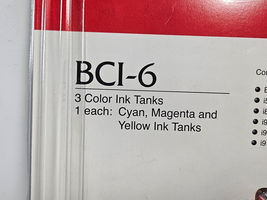 BCI-6
3 Color Ink Tanks
1 each: Cyan, Magenta and
Yellow Ink Tanks